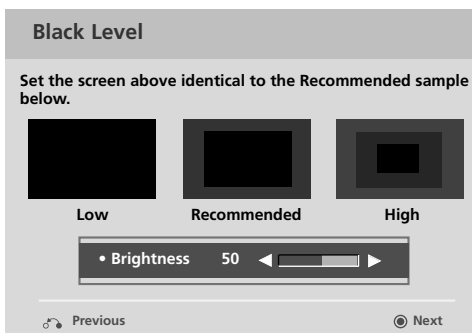 Black Level
Set the screen above identical to the Recommended sample
below.
Low Recommended High
• Brightness 50
Previous Next